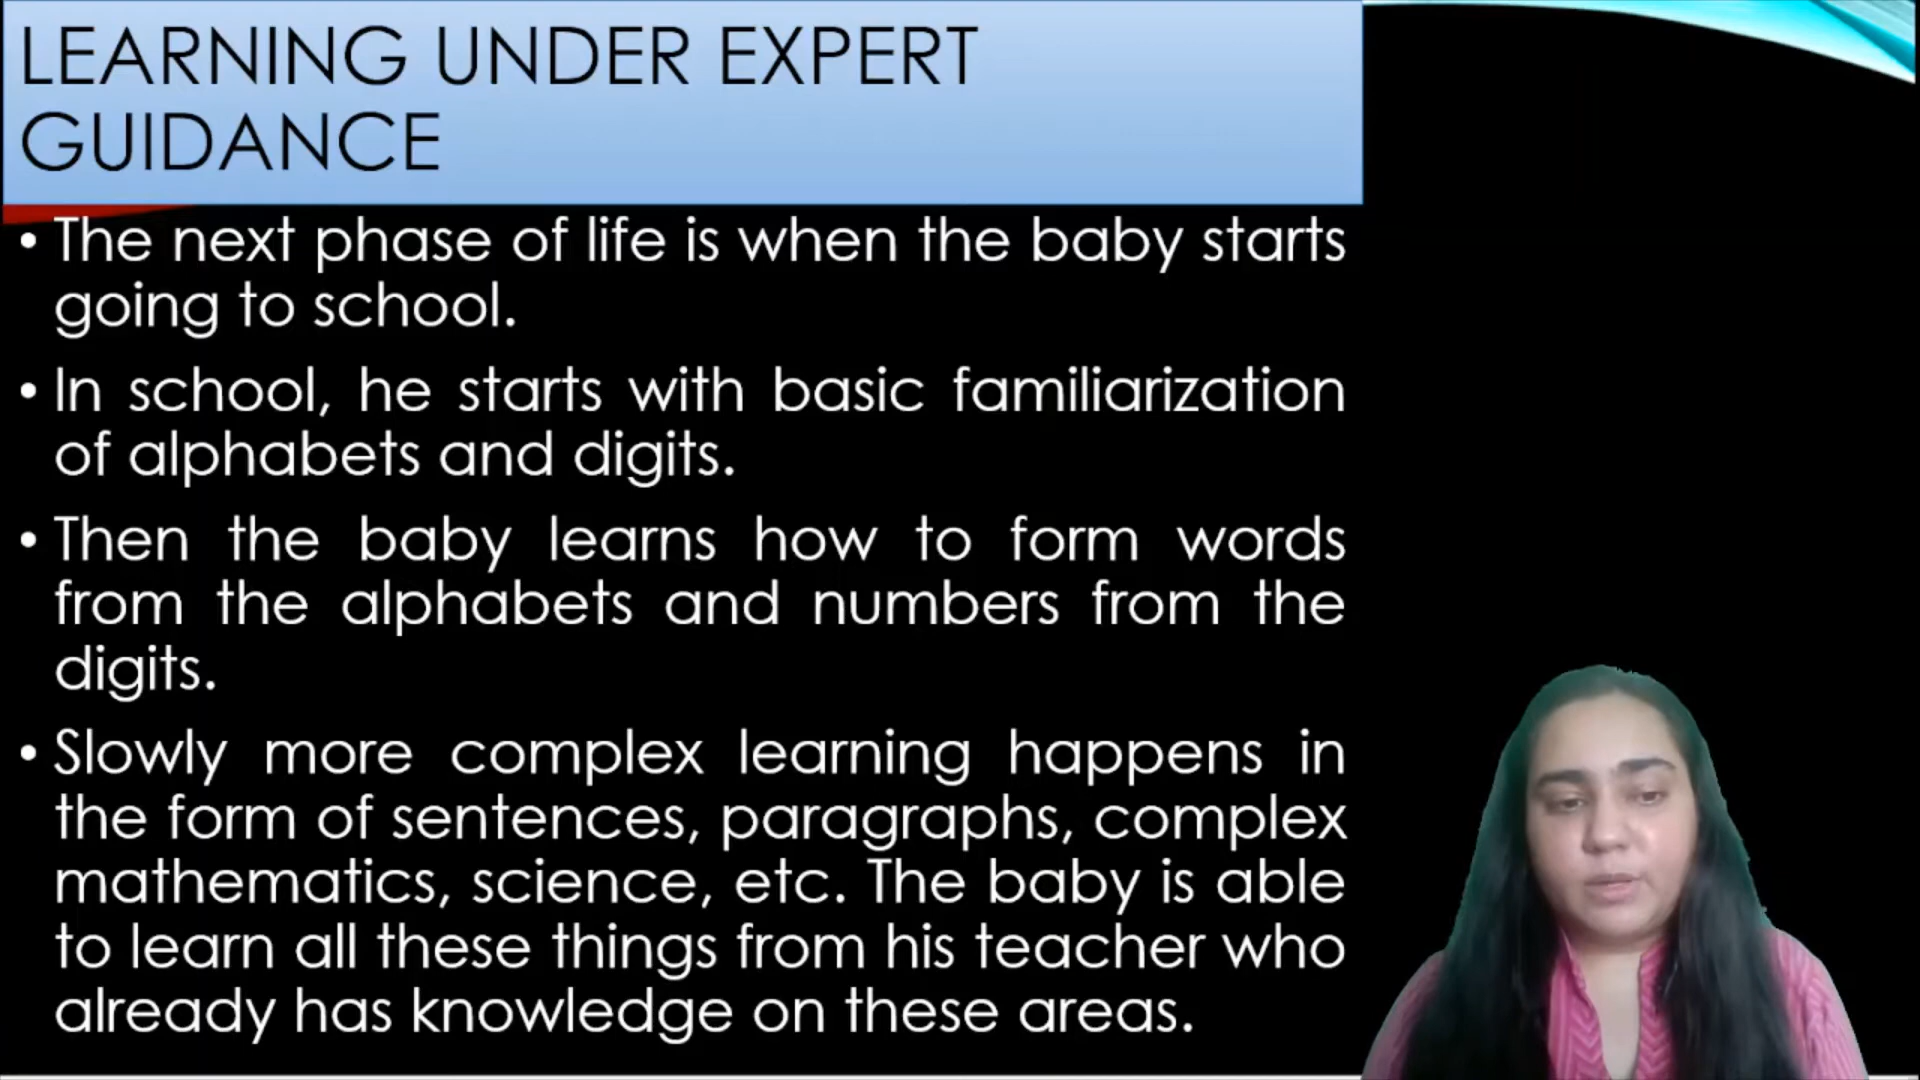 LEARNING UNDER EXPERT
GUIDANCE
• The next phase of life is when the baby starts
going to school.
• In school, he starts with basic familiarization
of alphabets and digits.
• Then the baby learns how to form words
from the alphabets and numbers from the
digits.
• Slowly more complex learning happens in
the form of sentences, paragraphs, complex
mathematics, science, etc. The baby is able
to learn all these things from his teacher who
already has knowledge on these areas.